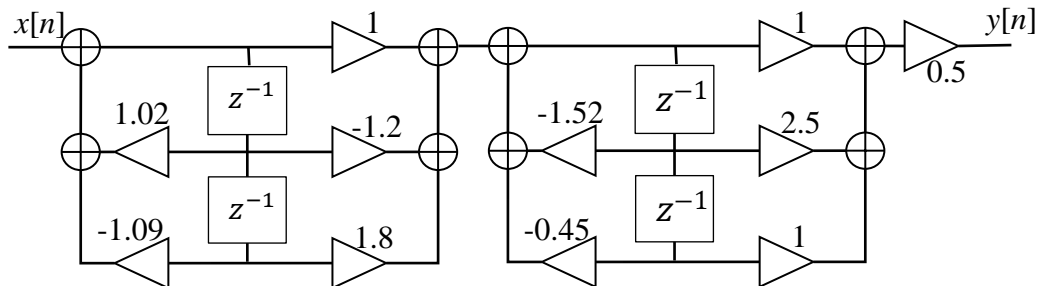 x[n] 1 1 y[n]
z⁻¹ z⁻¹ 0.5
1.02 -1.2 -1.52 2.5
z⁻¹ z⁻¹
-1.09 1.8 -0.45 1